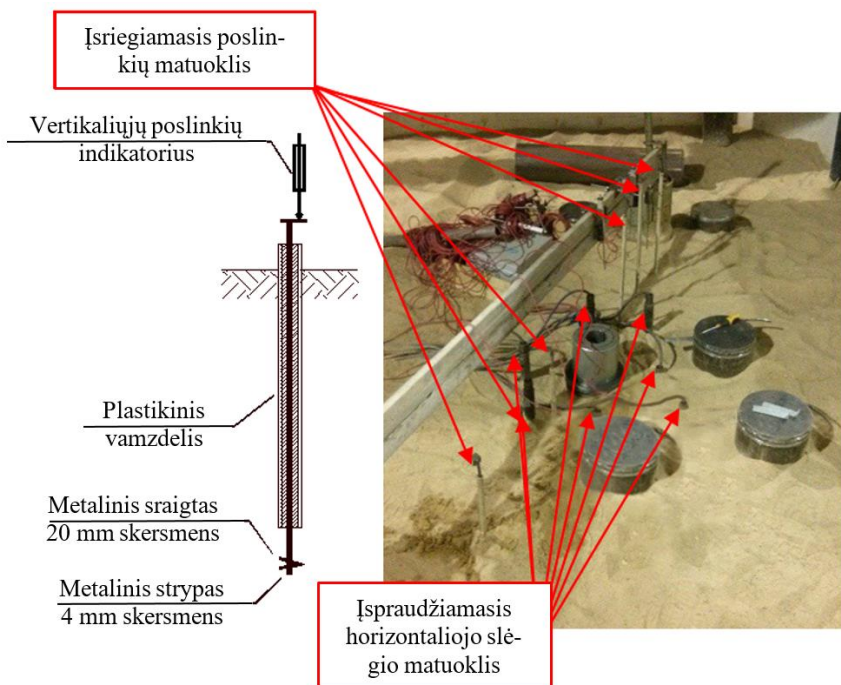 Įsriegiamasis poslin-
kių matuoklis
Vertikaliųjų poslinkių
indikatorius
Plastikinis
vamzdelis
Metalinis sraigtas
20 mm skersmens
Metalinis strypas
4 mm skersmens
Įspraudžiamasis
horizontaliojo slė-
gio matuoklis